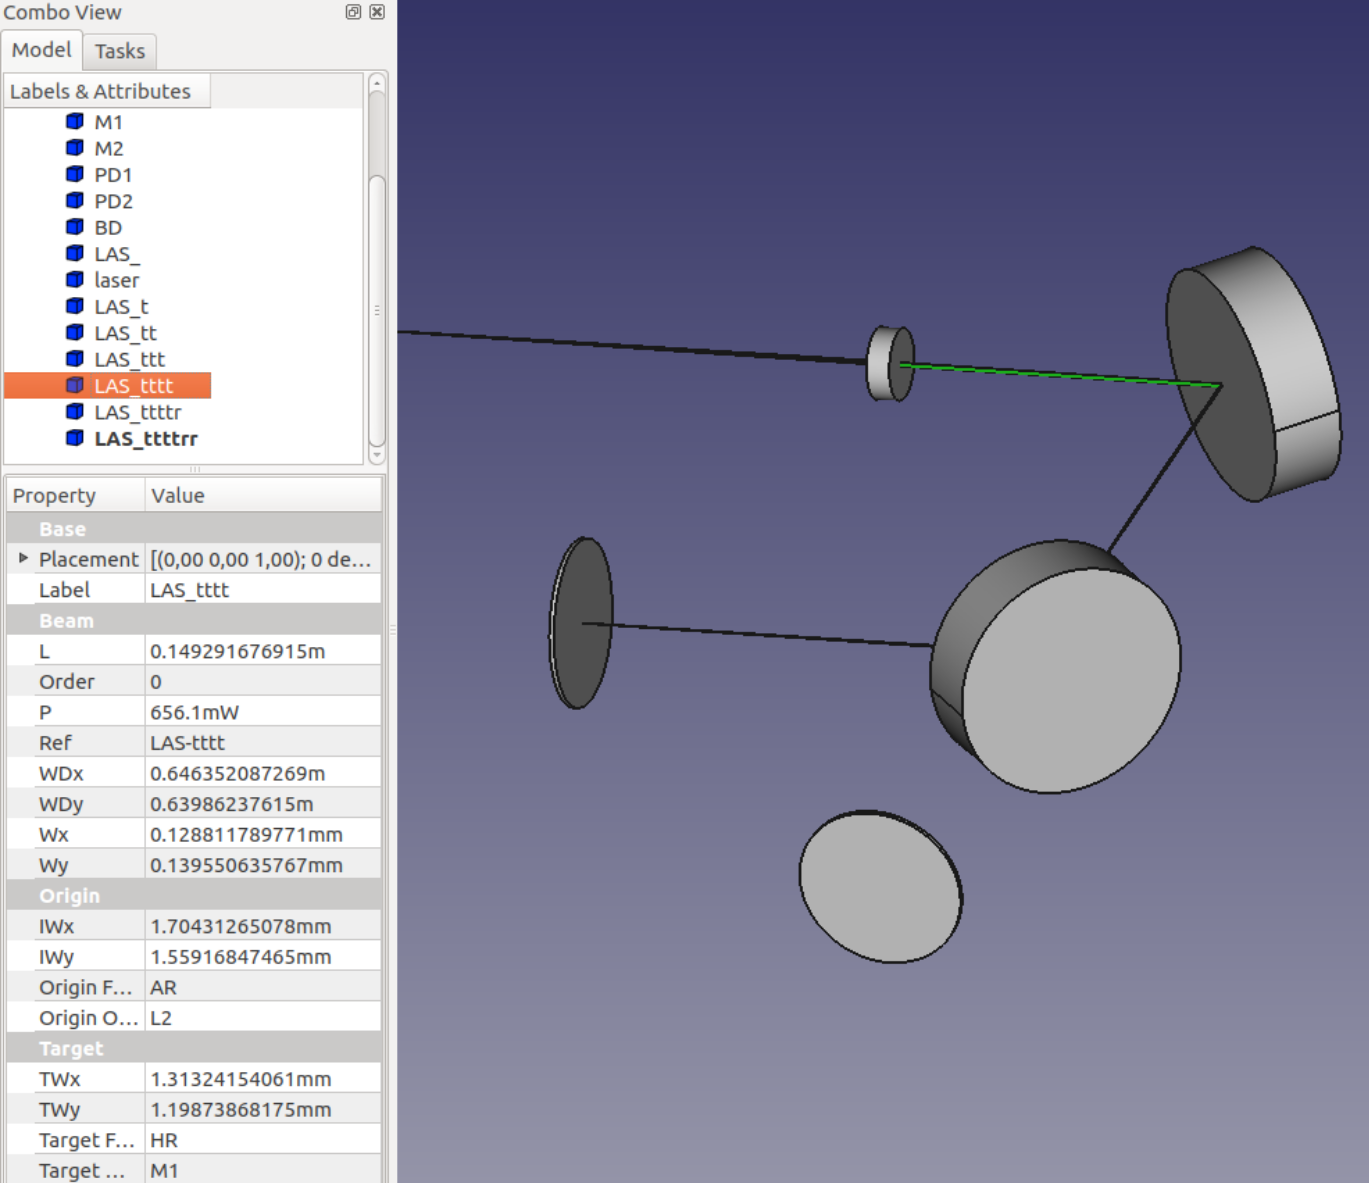 Combo View
Model Tasks
Labels & Attributes
M1
M2
PD1
PD2
BD
LAS_
laser
LAS_t
LAS_tt
LAS_ttt
LAS_tttt
LAS_ttttr
LAS_ttttrr
Property Value
Base
Placement [(0,00 0,00 1,00); 0 de...
Label LAS_tttt
Beam
L 0.149291676915m
Order 0
P 656.1mW
Ref LAS-tttt
WDx 0.646352087269m
WDy 0.63986237615m
Wx 0.128811789771mm
Wy 0.139550635767mm
Origin
IWx 1.70431265078mm
IWy 1.55916847465mm
Origin F... AR
Origin O... L2
Target
TWx 1.31324154061mm
TWy 1.19873868175mm
Target F... HR
Target ... M1